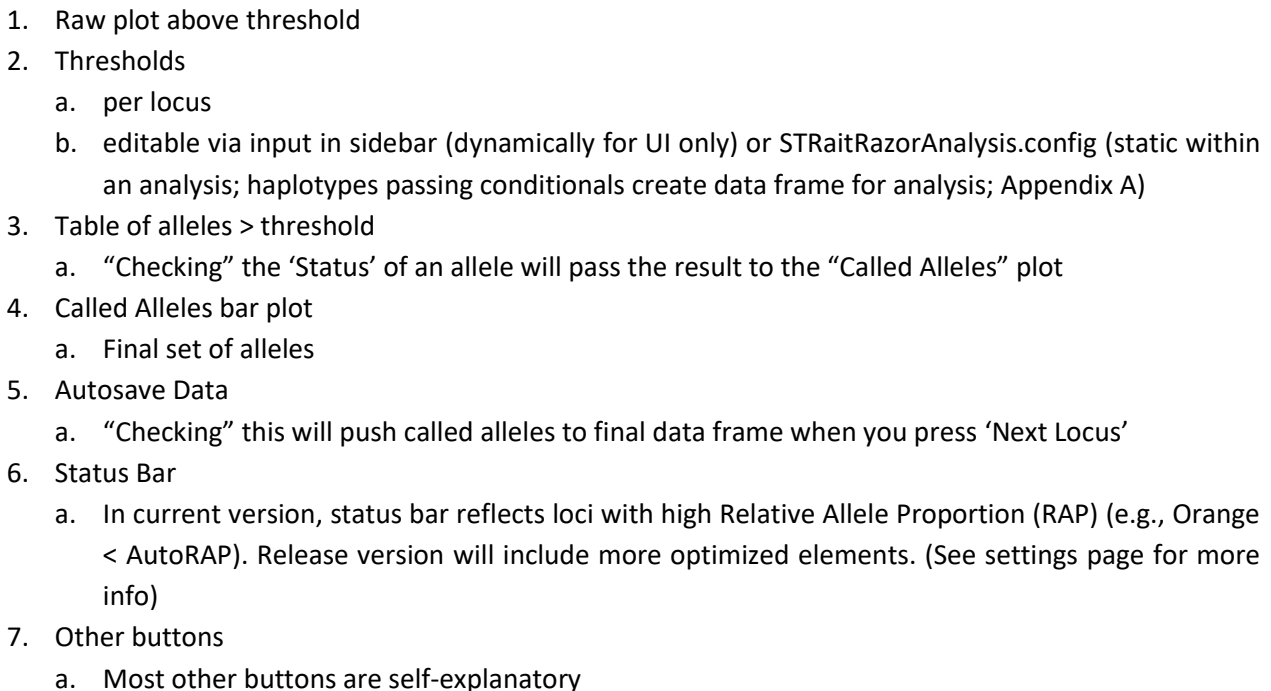 1. Raw plot above threshold
2. Thresholds
a. per locus
b. editable via input in sidebar (dynamically for UI only) or STRaitRazorAnalysis.config (static within
an analysis; haplotypes passing conditionals create data frame for analysis; Appendix A)
3. Table of alleles > threshold
a. “Checking” the ‘Status’ of an allele will pass the result to the “Called Alleles” plot
4. Called Alleles bar plot
a. Final set of alleles
5. Autosave Data
a. “Checking” this will push called alleles to final data frame when you press ‘Next Locus’
6. Status Bar
a. In current version, status bar reflects loci with high Relative Allele Proportion (RAP) (e.g., Orange
< AutoRAP). Release version will include more optimized elements. (See settings page for more
info)
7. Other buttons
a. Most other buttons are self-explanatory